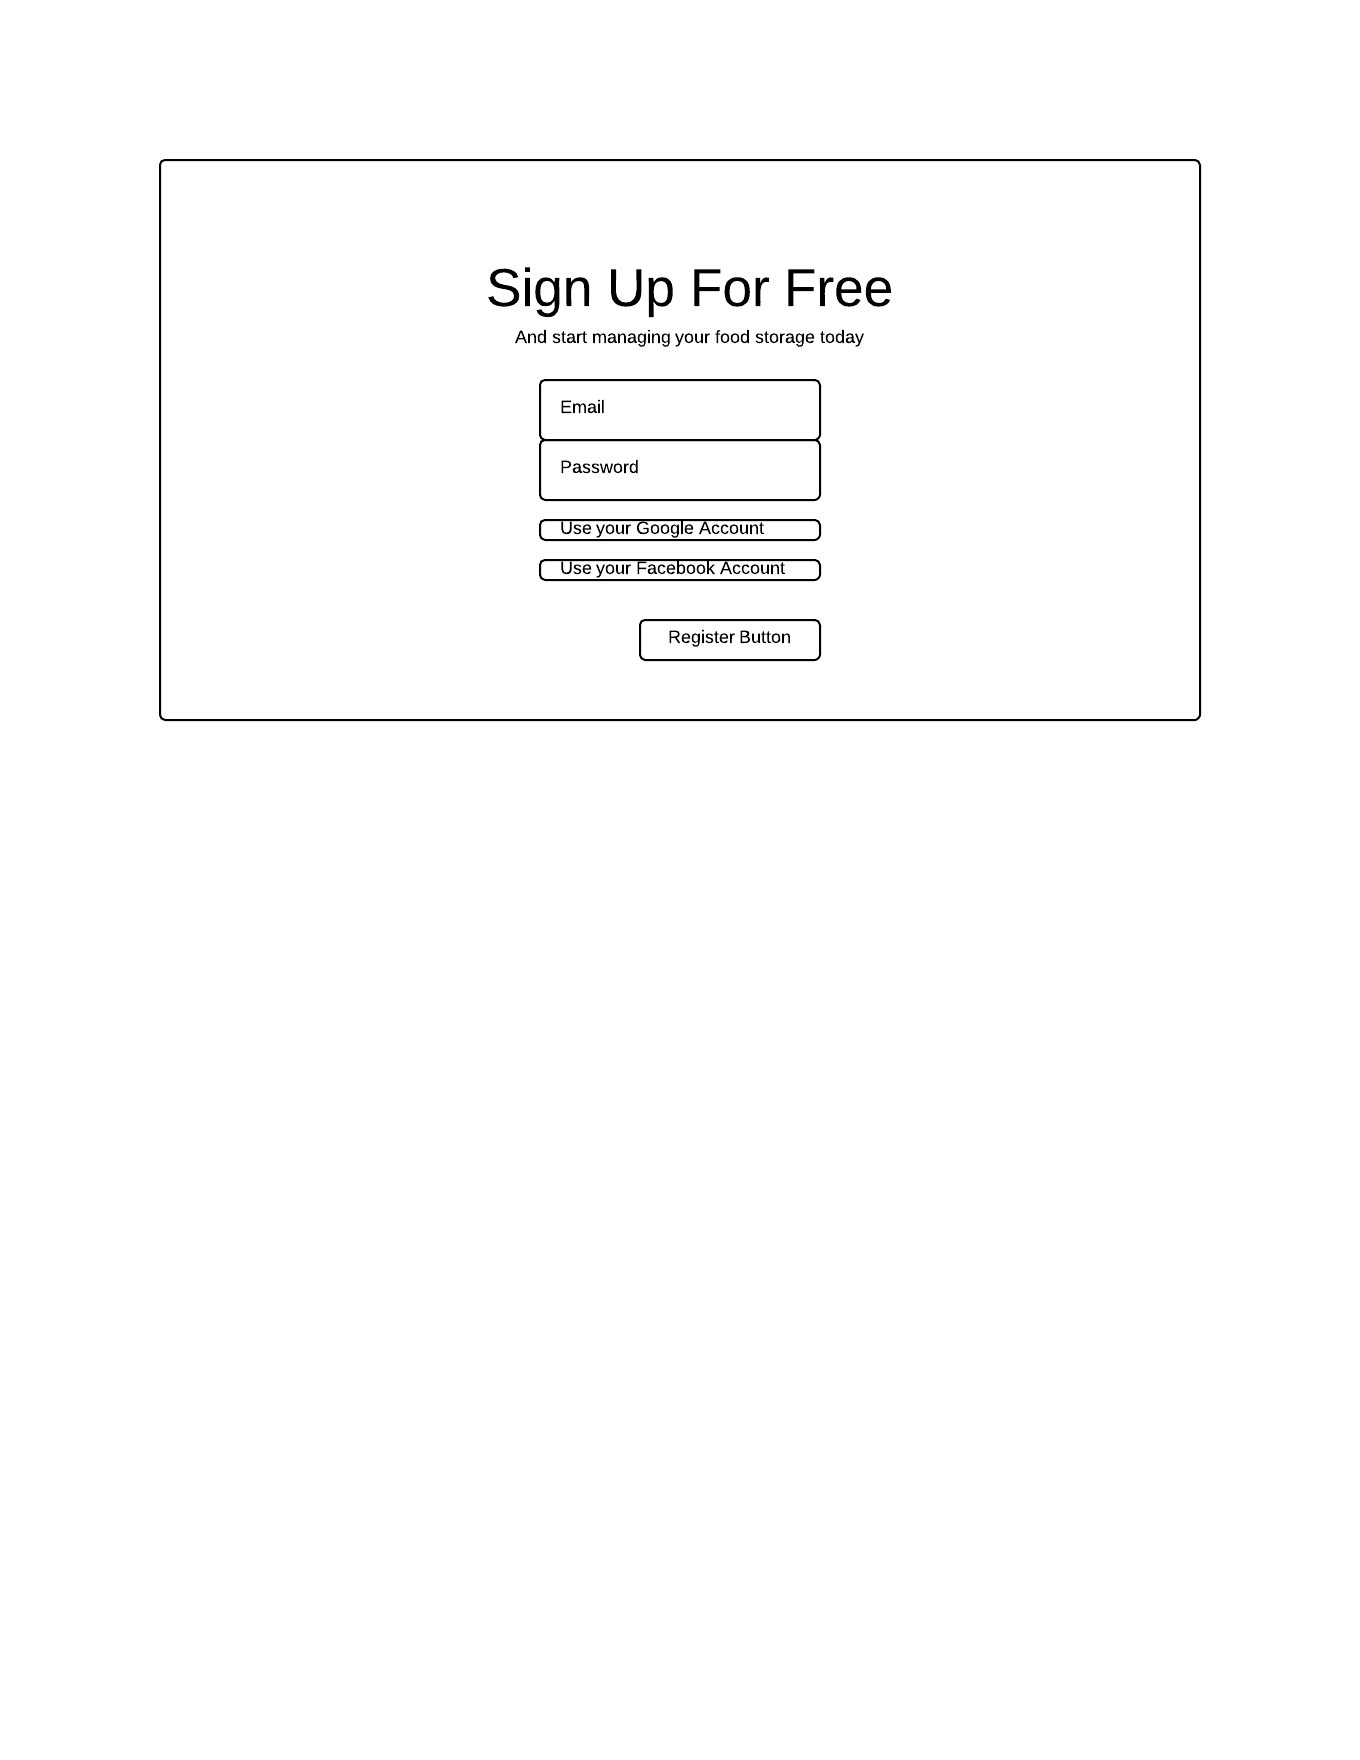 Sign Up For Free
And start managing your food storage today
Email
Password
Use your Google Account
Use your Facebook Account
Register Button